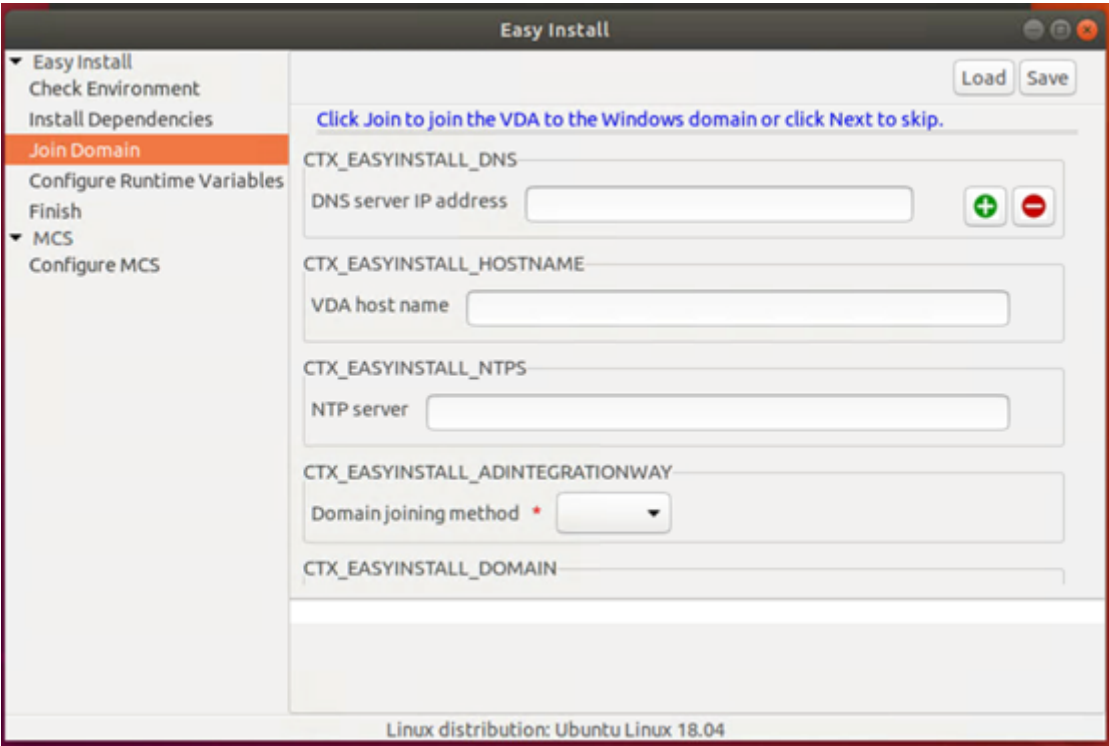 Easy Install
Easy Install
Check Environment
Install Dependencies
Join Domain
Configure Runtime Variables
Finish
MCS
Configure MCS
Load Save
Click Join to join the VDA to the Windows domain or click Next to skip.
CTX_EASYINSTALL_DNS
DNS server IP address
CTX_EASYINSTALL_HOSTNAME
VDA host name
CTX_EASYINSTALL_NTPS
NTP server
CTX_EASYINSTALL_ADINTEGRATIONWAY
Domain joining method *
CTX_EASYINSTALL_DOMAIN
Linux distribution: Ubuntu Linux 18.04